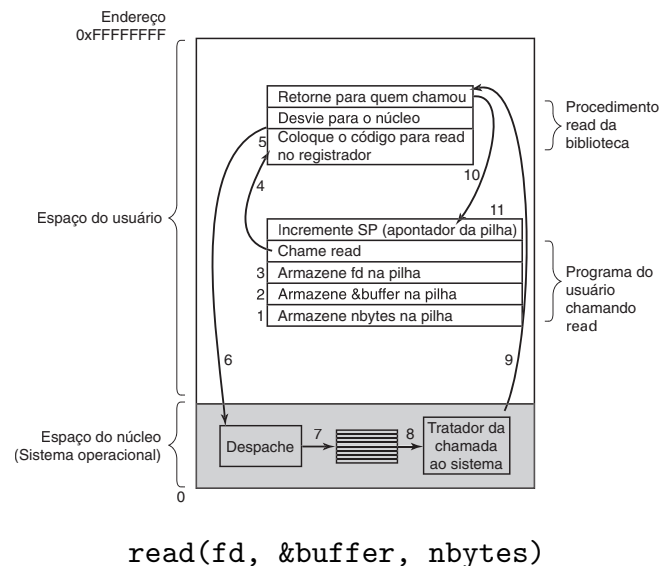 Endereço
0xFFFFFFFF
Retorne para quem chamou
Desvie para o núcleo
5
Coloque o código para read
no registrador
Procedimento
read da
biblioteca
4
10
Espaço do usuário
11
Incremente SP (apontador da pilha)
Chame read
3
Armazene fd na pilha
2
Armazene &buffer na pilha
1
Armazene nbytes na pilha
Programa do
usuário
chamando
read
6
9
Espaço do núcleo
(Sistema operacional)
Despache
7
8
Tratador da
chamada
ao sistema
0
read(fd, &buffer, nbytes)